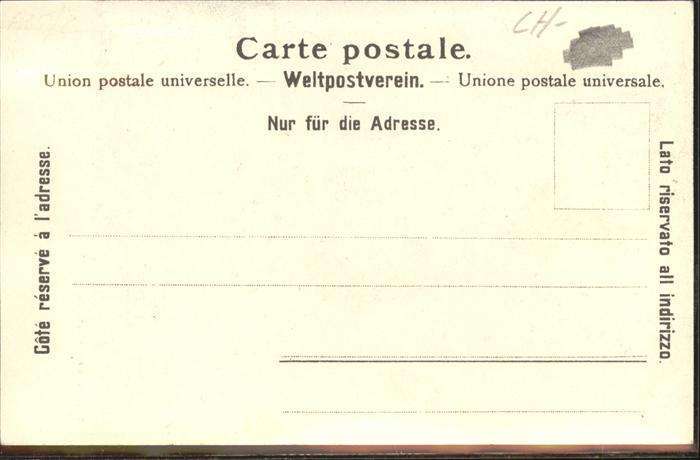 CH-
Carte postale.
Union postale universelle. — Weltpostverein. — Unione postale universale.
Nur für die Adresse.
Côté réservé à l'adresse.
Lato riservato all indirizzo.